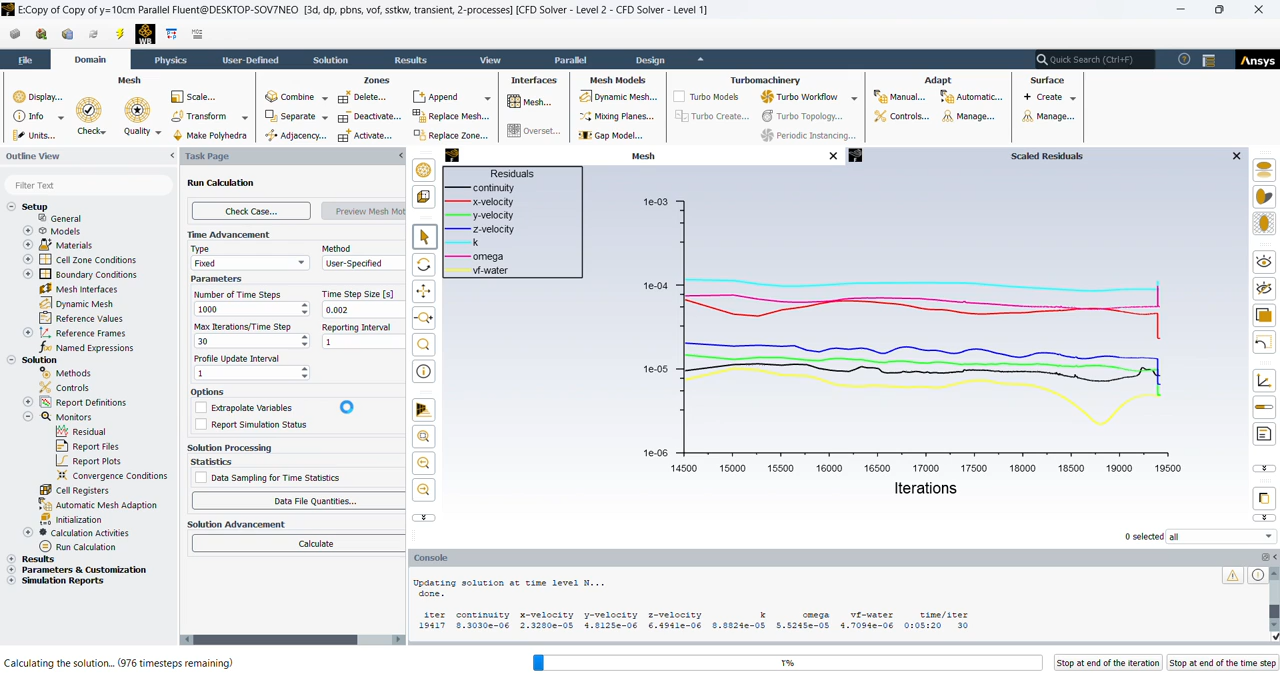 E:Copy of Copy of y=10cm Parallel Fluent@DESKTOP-SOV7NEO [3d, dp, pbns, vof, sstkw, transient, 2-processes] [CFD Solver - Level 2 - CFD Solver - Level 1]
WB
File Domain Physics User-Defined Solution Results View Parallel Design Quick Search (Ctrl+F) Ansys
Mesh Zones Interfaces Mesh Models Turbomachinery Adapt Surface
Display... Scale... Combine Delete... Append Mesh... Dynamic Mesh... Turbo Models Turbo Workflow Manual... Automatic... Create
Info Check Quality Transform Separate Deactivate... Replace Mesh... Mixing Planes... Turbo Create... Turbo Topology... Controls... Manage... Manage...
Units... Make Polyhedra Adjacency... Activate... Replace Zone... Overset... Gap Model... Periodic Instancing...
Outline View
Filter Text
Setup
General
Models
Materials
Cell Zone Conditions
Boundary Conditions
Mesh Interfaces
Dynamic Mesh
Reference Values
Reference Frames
Named Expressions
Solution
Methods
Controls
Report Definitions
Monitors
Residual
Report Files
Report Plots
Convergence Conditions
Cell Registers
Automatic Mesh Adaption
Initialization
Calculation Activities
Run Calculation
Results
Parameters & Customization
Simulation Reports
Task Page
Run Calculation
Check Case... Preview Mesh Mot
Time Advancement
Type Method
Fixed User-Specified
Parameters
Number of Time Steps Time Step Size [s]
1000 0.002
Max Iterations/Time Step Reporting Interval
30 1
Profile Update Interval
1
Options
Extrapolate Variables
Report Simulation Status
Solution Processing
Statistics
Data Sampling for Time Statistics
Data File Quantities...
Solution Advancement
Calculate
Mesh Scaled Residuals
Residuals
continuity
x-velocity
y-velocity
z-velocity
k
omega
vf-water
1e-03
1e-04
1e-05
1e-06
14500 15000 15500 16000 16500 17000 17500 18000 18500 19000 19500
Iterations
0 selected all
Console
Updating solution at time level N...
done.
iter continuity x-velocity y-velocity z-velocity k omega vf-water time/iter
19417 8.3030e-06 2.3280e-05 4.8125e-06 6.4941e-06 8.8824e-05 5.5245e-05 4.7094e-06 0:05:20 30
Calculating the solution... (976 timesteps remaining)
Stop at end of the iteration Stop at end of the time step